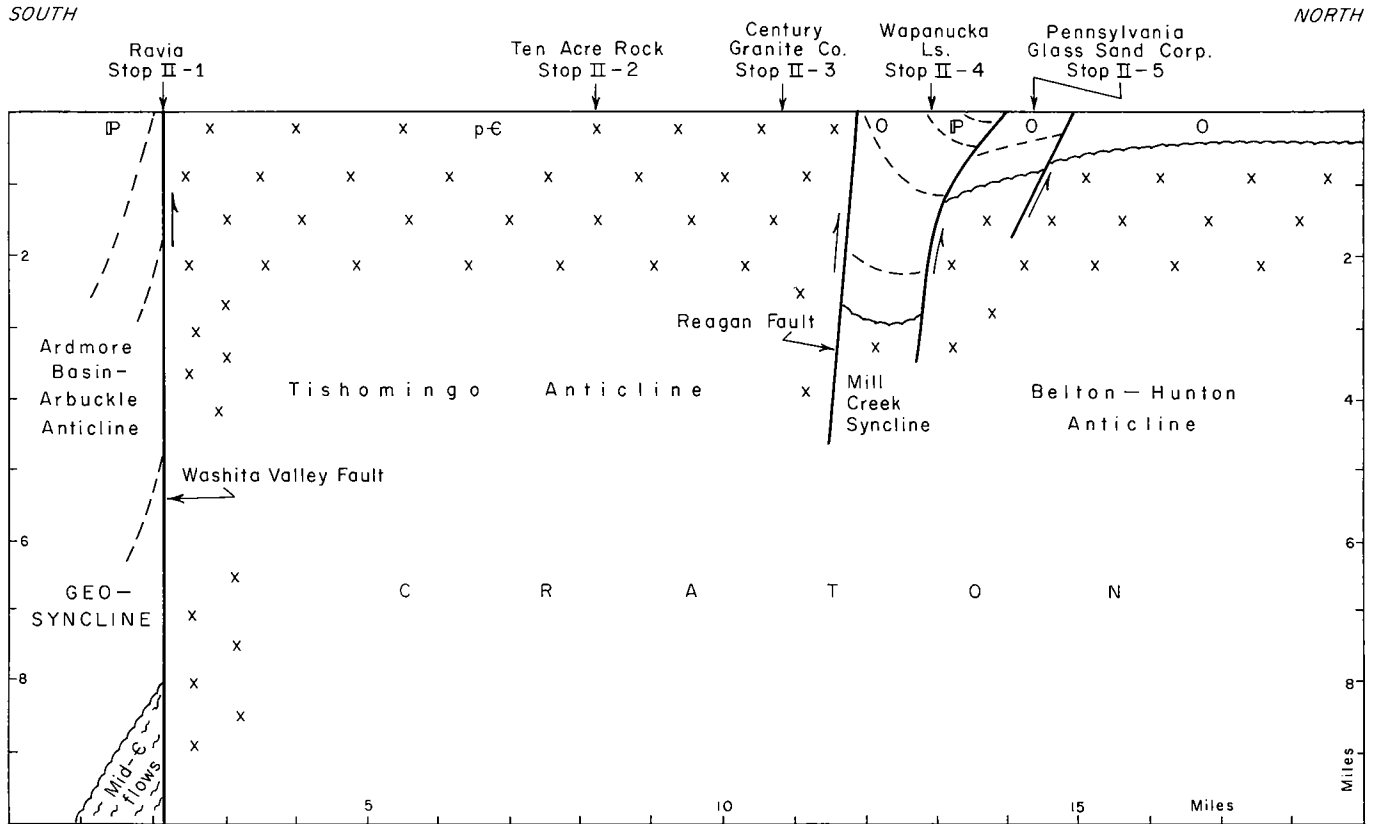 SOUTH
NORTH
Ravia
Stop II-1
Ten Acre Rock
Stop II-2
Century
Granite Co.
Stop II-3
Wapanucka
Ls.
Stop II-4
Pennsylvania
Glass Sand Corp.
Stop II-5
ℙ
x x x p-Є x x x x O ℙ O O
x x x x x x x x x x x
x x x x x x x x x x x x
2
x x x x x x x x x x x x
2
x x x
x
x
x
Reagan Fault
x x
x
x
x
Ardmore
Basin-
Arbuckle
Anticline
Tishomingo Anticline
Mill
Creek
Syncline
Belton-Hunton
Anticline
4
Washita Valley Fault
6
6
GEO-
SYNCLINE
CRATON
x
x
x
x
x
x
8
8
Mid-Є
flows
5
10
15
Miles
Miles